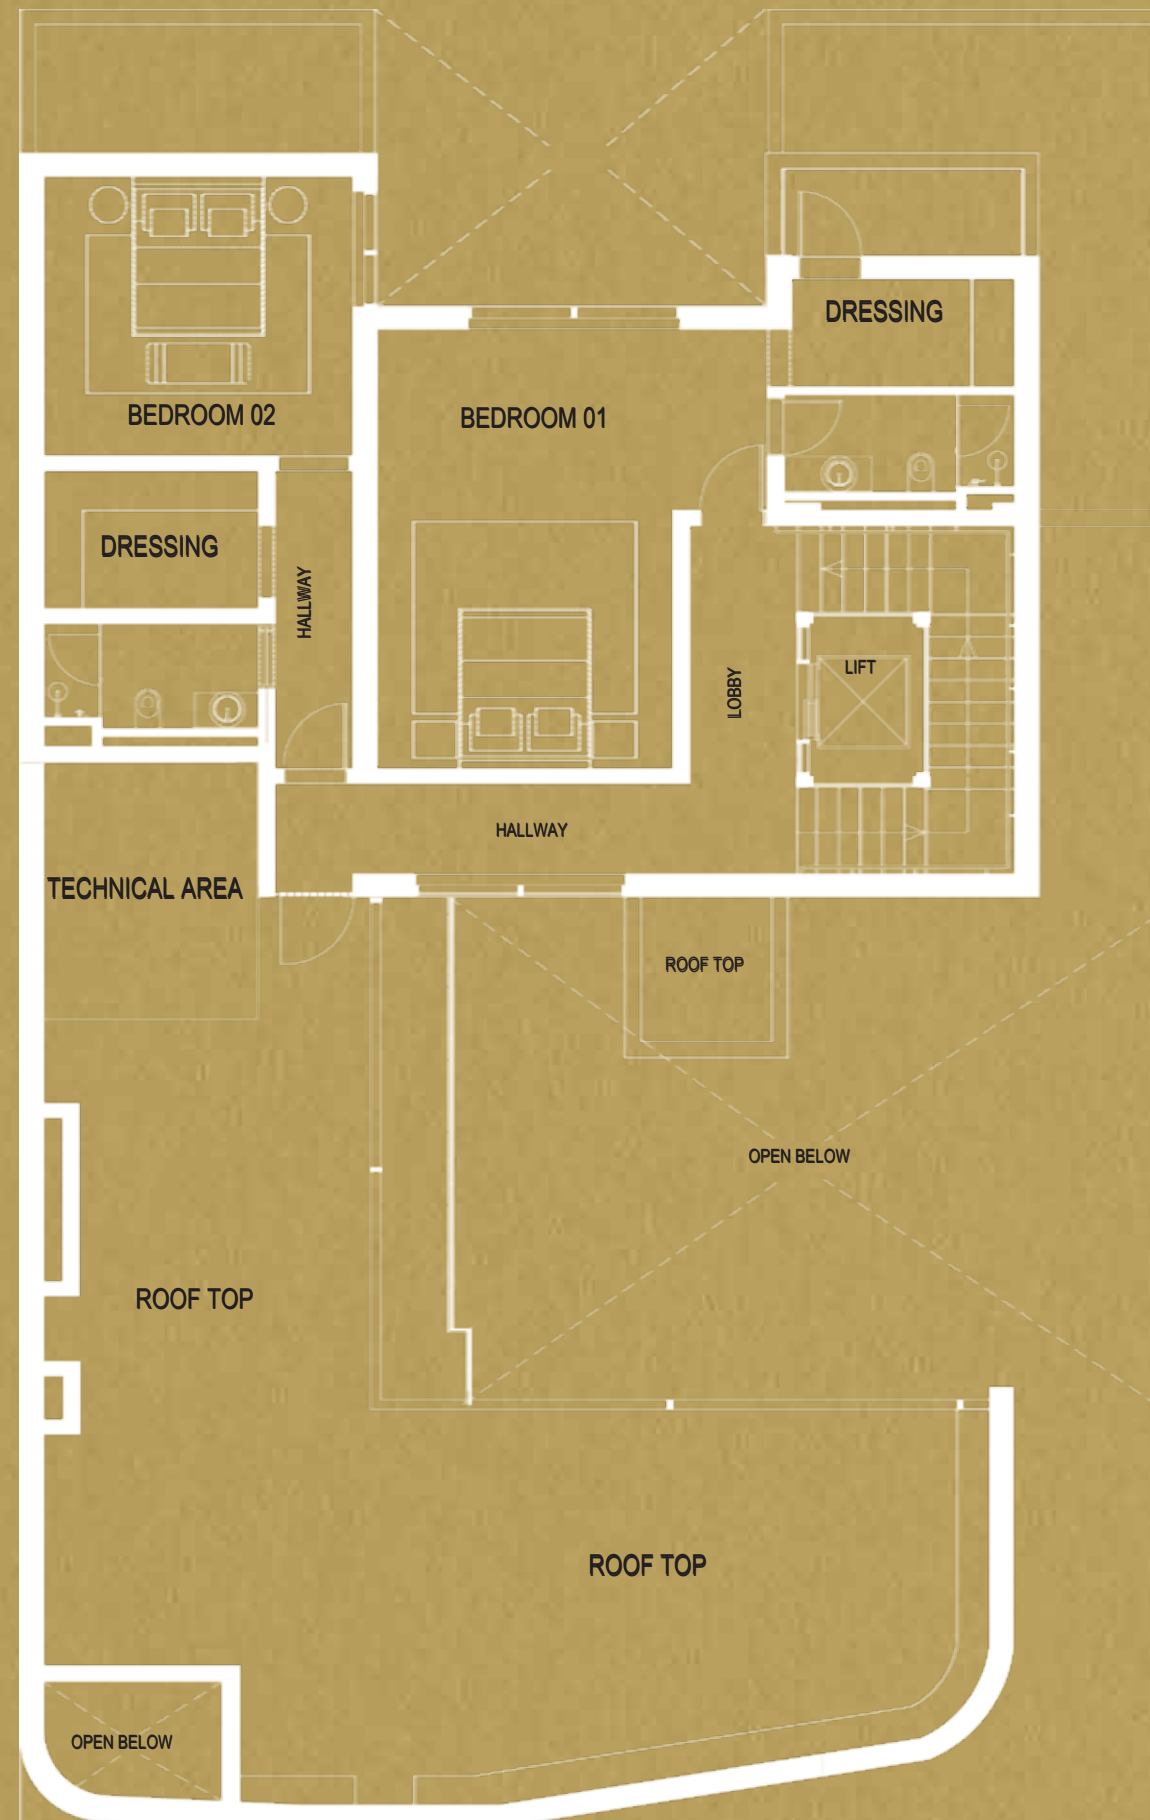 DRESSING
BEDROOM 02
BEDROOM 01
DRESSING
HALLWAY
LIFT
LOBBY
HALLWAY
TECHNICAL AREA
ROOF TOP
OPEN BELOW
ROOF TOP
ROOF TOP
OPEN BELOW